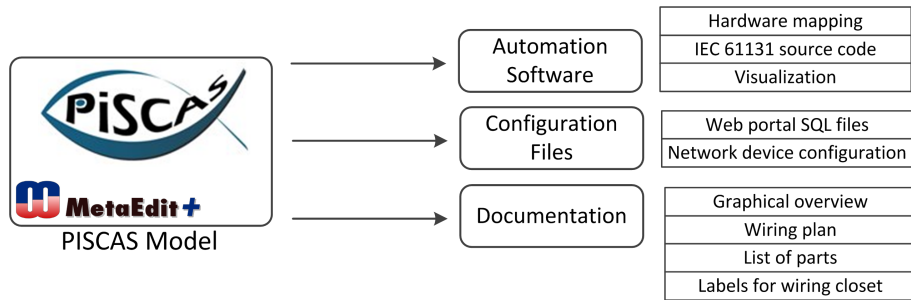 PiSCAS
MetaEdit+
PISCAS Model
Automation
Software
Hardware mapping
IEC 61131 source code
Visualization
Configuration
Files
Web portal SQL files
Network device configuration
Documentation
Graphical overview
Wiring plan
List of parts
Labels for wiring closet